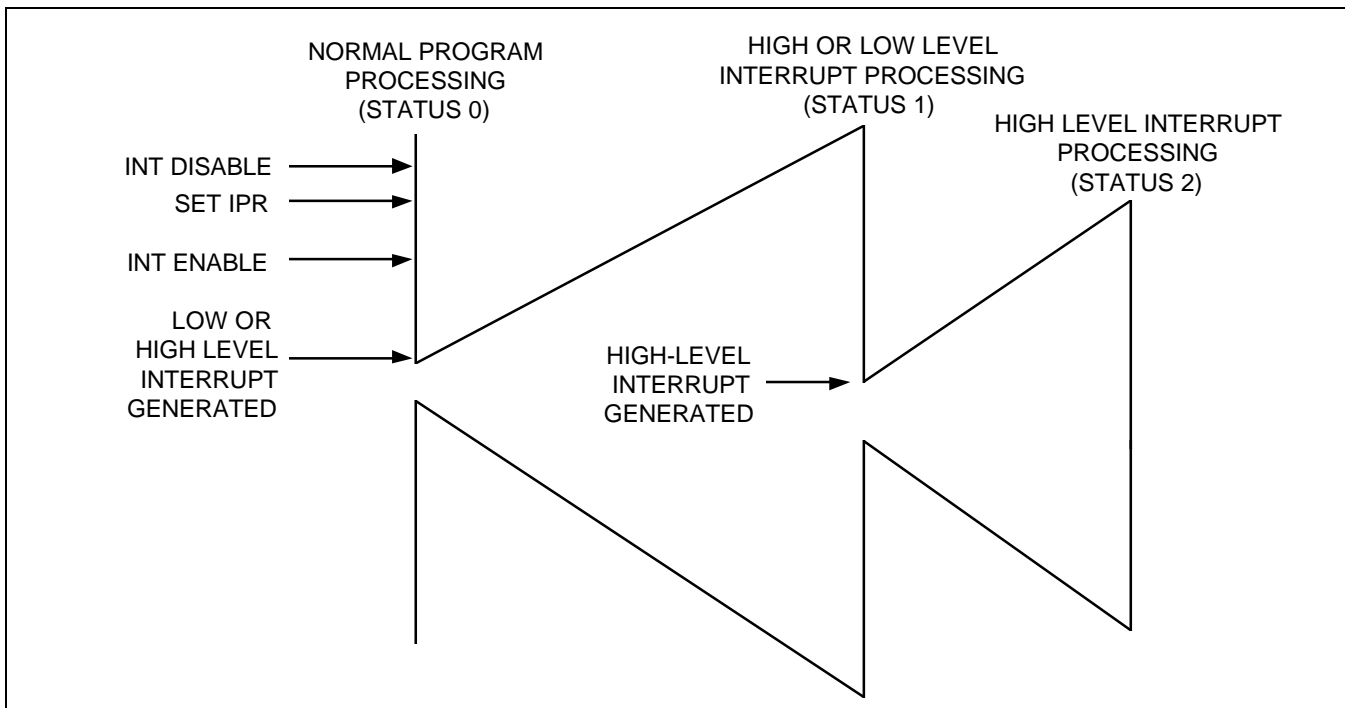 NORMAL PROGRAM
PROCESSING
(STATUS 0)
HIGH OR LOW LEVEL
INTERRUPT PROCESSING
(STATUS 1)
HIGH LEVEL INTERRUPT
PROCESSING
(STATUS 2)
INT DISABLE
SET IPR
INT ENABLE
LOW OR
HIGH LEVEL
INTERRUPT
GENERATED
HIGH-LEVEL
INTERRUPT
GENERATED